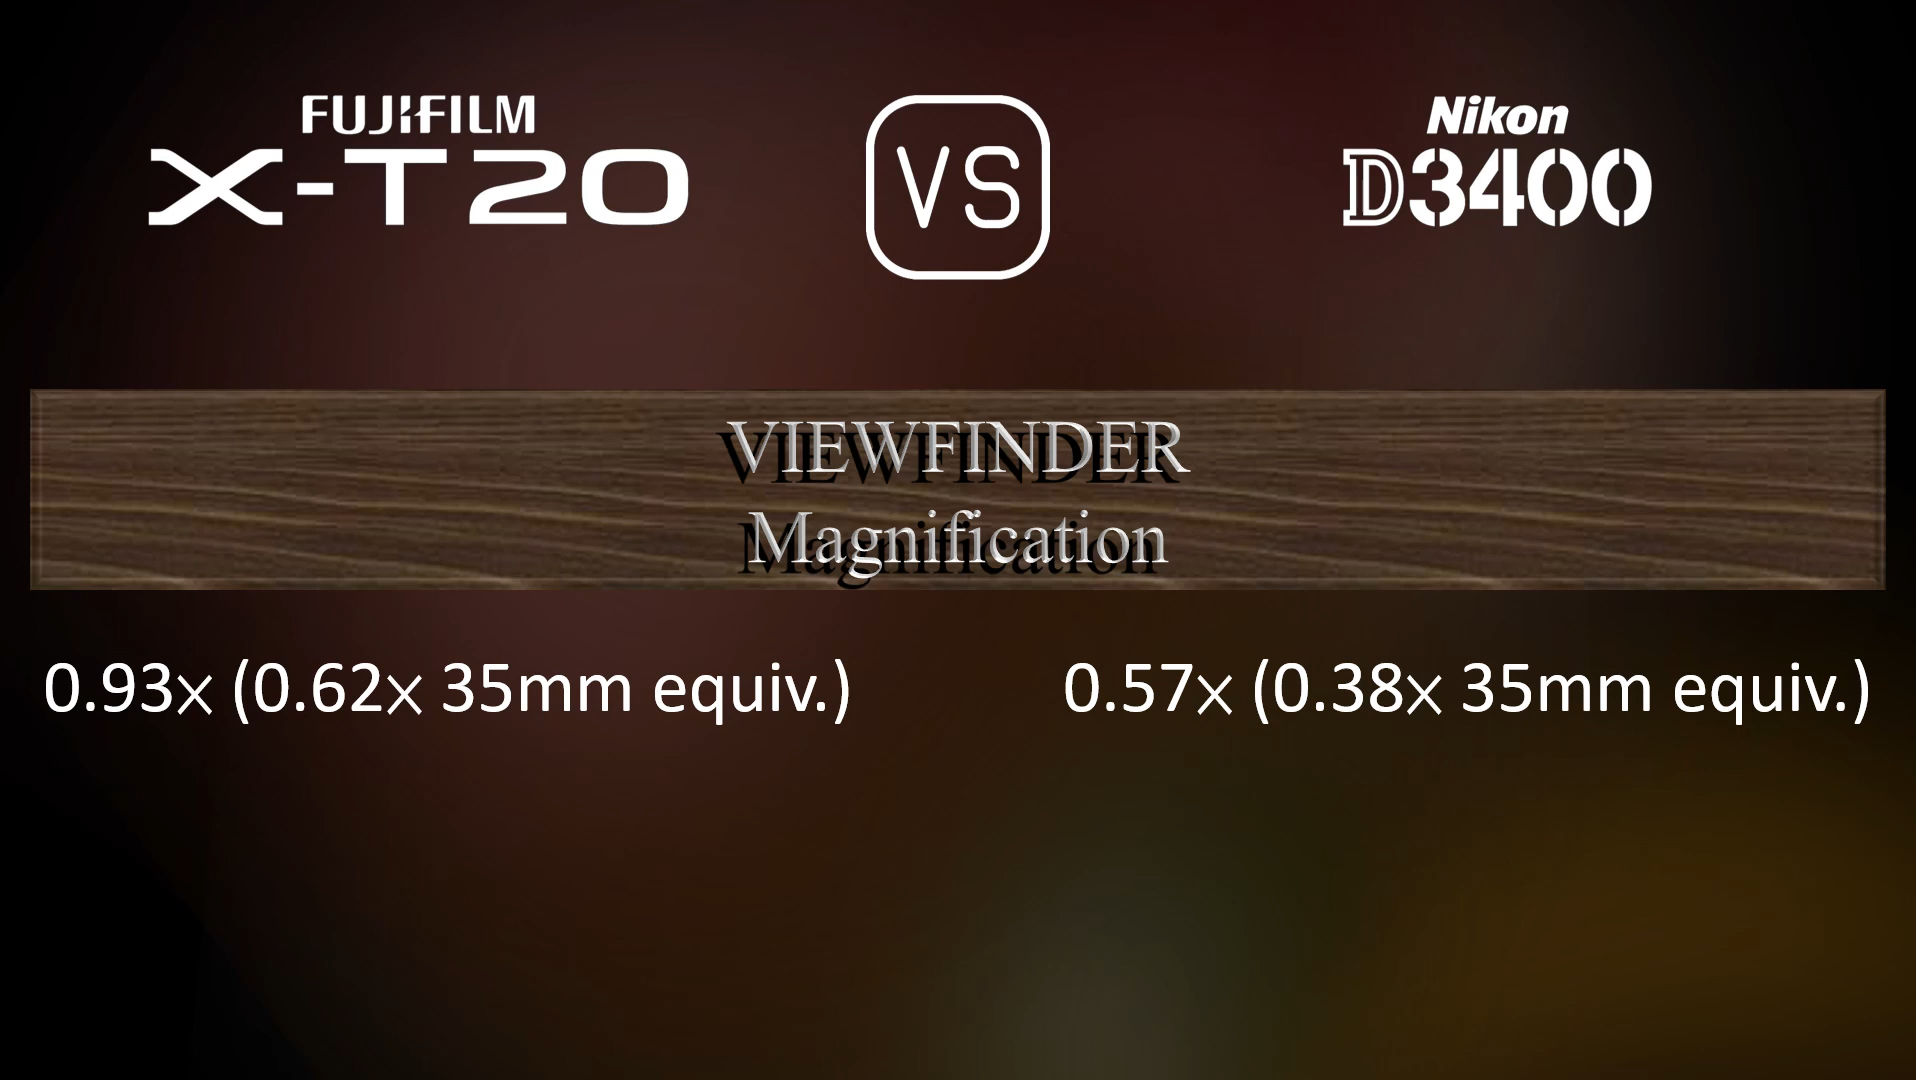 FUJIFILM
X-T20
VS
Nikon
D3400
VIEWFINDER
Magnification
0.93x (0.62x 35mm equiv.)
0.57x (0.38x 35mm equiv.)